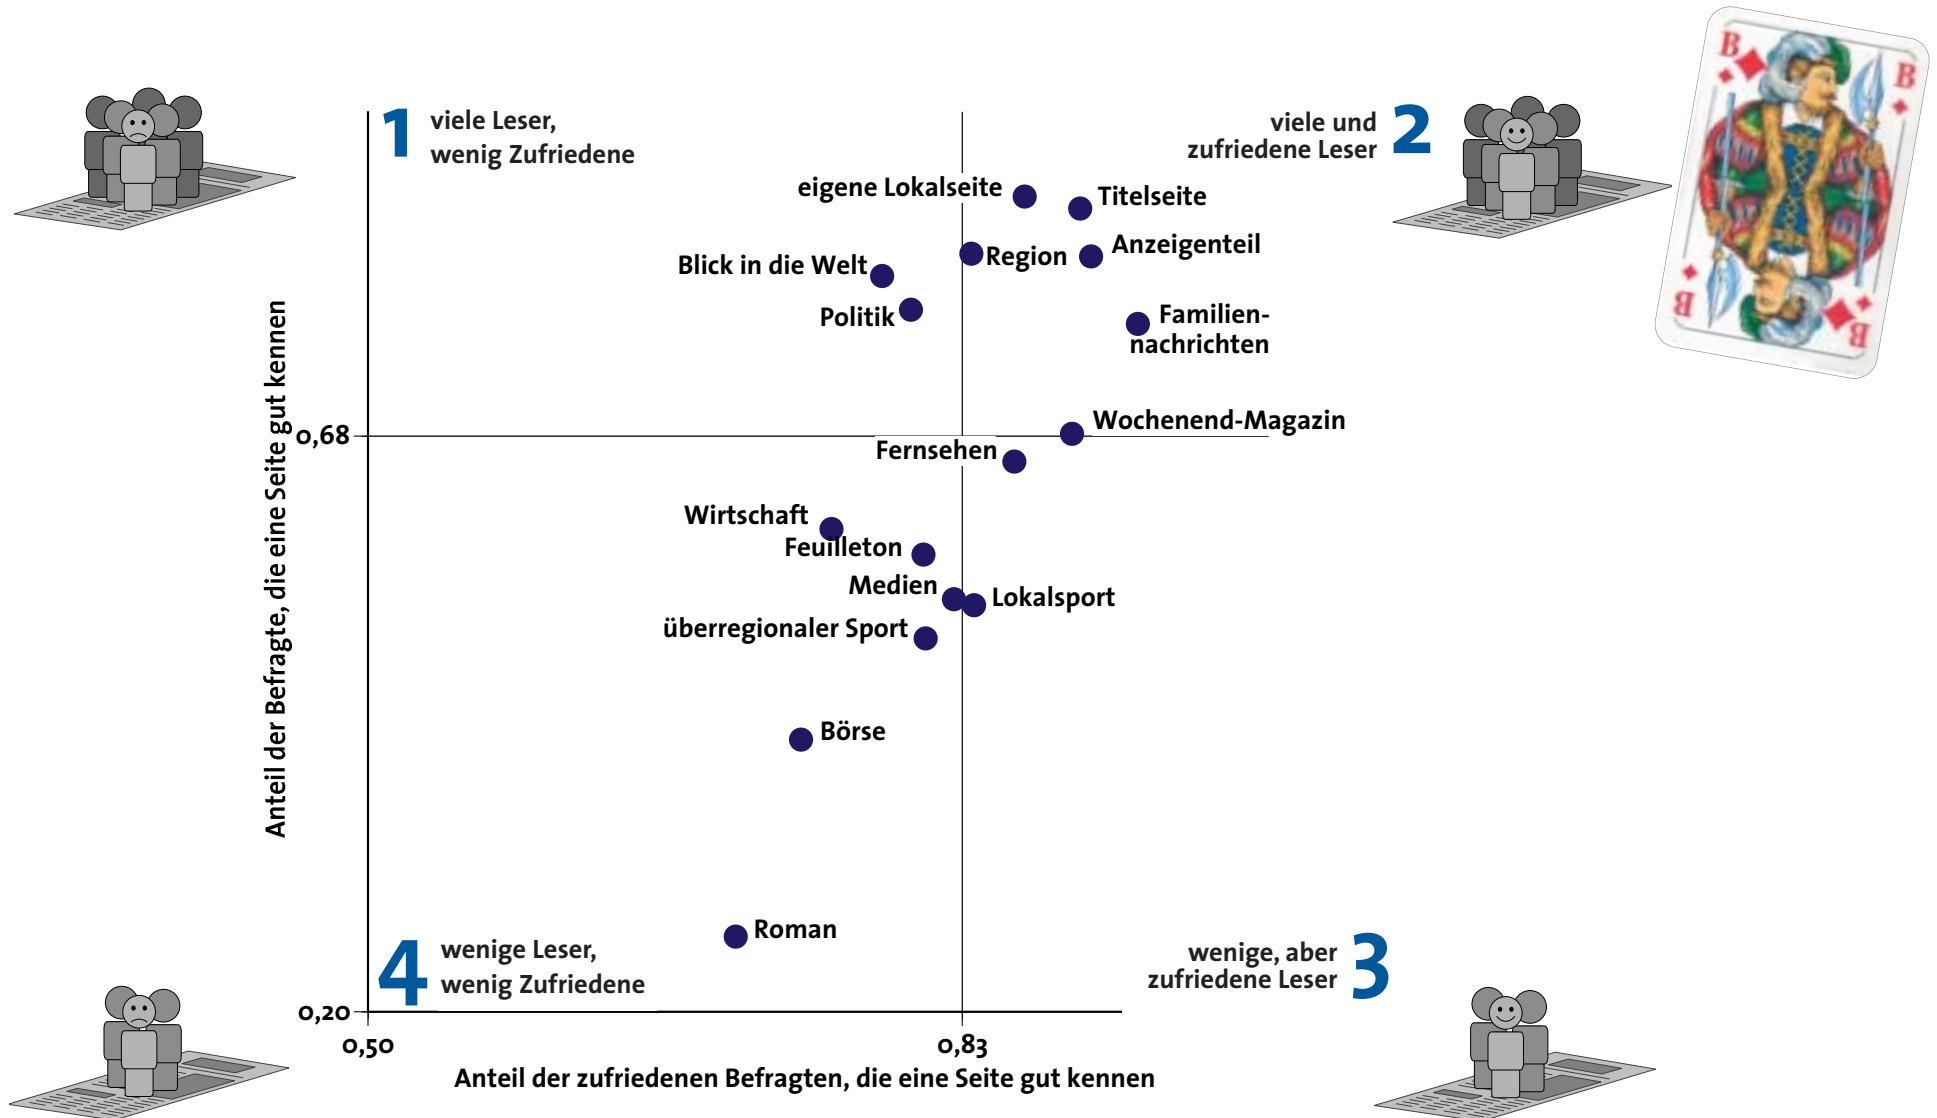 1 viele Leser,
wenig Zufriedene
viele und 2
zufriedene Leser
B
B
B
B
eigene Lokalseite
Titelseite
Region
Anzeigenteil
Blick in die Welt
Politik
Familien-
nachrichten
Anteil der Befragte, die eine Seite gut kennen
0,68
Wochenend-Magazin
Fernsehen
Wirtschaft
Feuilleton
Medien
Lokalsport
überregionaler Sport
Börse
Roman
4 wenige Leser,
wenig Zufriedene
wenige, aber 3
zufriedene Leser
0,20
0,50
0,83
Anteil der zufriedenen Befragten, die eine Seite gut kennen